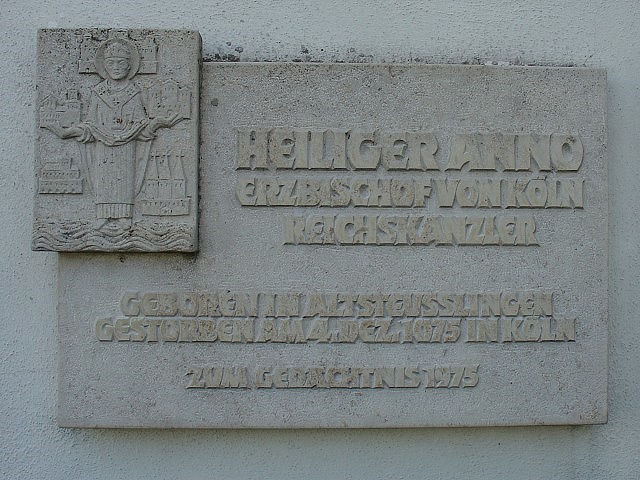 HEILIGER ANNO
ERZBISCHOF VON KÖLN
REICHSKANZLER
GEBOREN IN ALTSTEUSSLINGEN
GESTORBEN AM 4. DEZ. 1075 IN KÖLN
ZUM GEDÄCHTNIS 1975